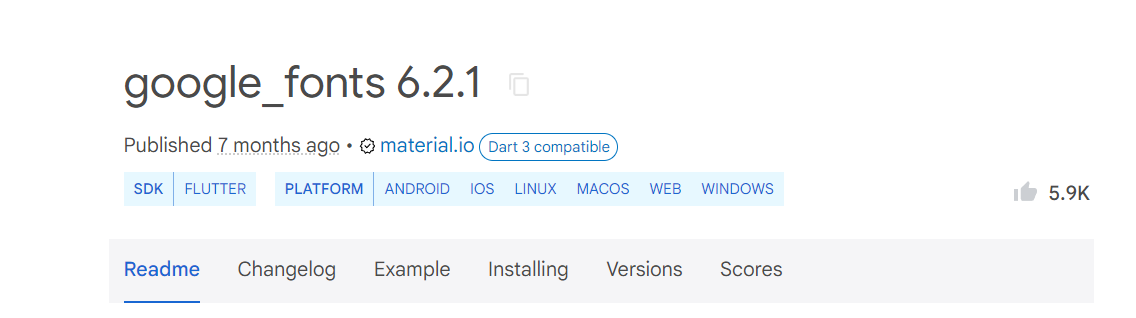 google_fonts 6.2.1
Published 7 months ago • material.io Dart 3 compatible
SDK FLUTTER PLATFORM ANDROID IOS LINUX MACOS WEB WINDOWS
5.9K
Readme Changelog Example Installing Versions Scores